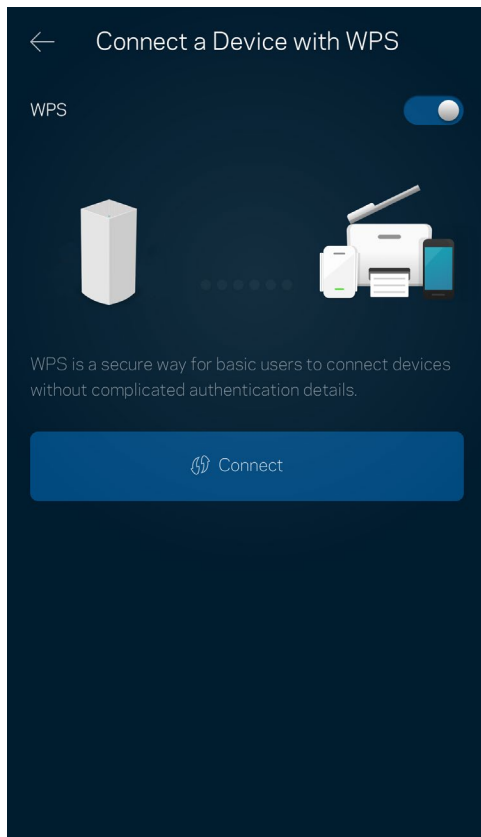 Connect a Device with WPS
WPS
WPS is a secure way for basic users to connect devices
without complicated authentication details.
Connect